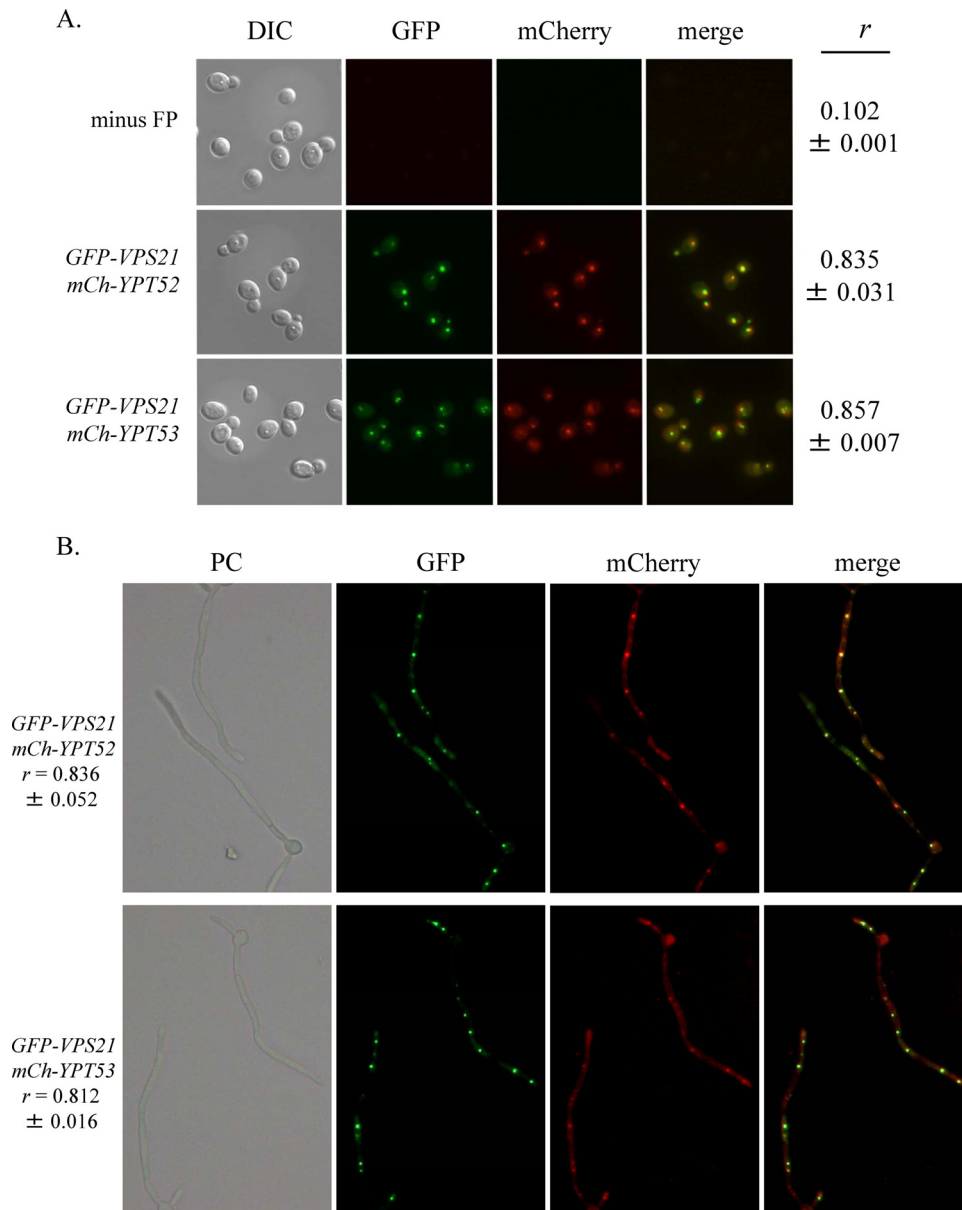 A.
DIC GFP mCherry merge r
minus FP
0.102
± 0.001
GFP-VPS21
mCh-YPT52
0.835
± 0.031
GFP-VPS21
mCh-YPT53
0.857
± 0.007
B.
PC GFP mCherry merge
GFP-VPS21
mCh-YPT52
r = 0.836
± 0.052
GFP-VPS21
mCh-YPT53
r = 0.812
± 0.016